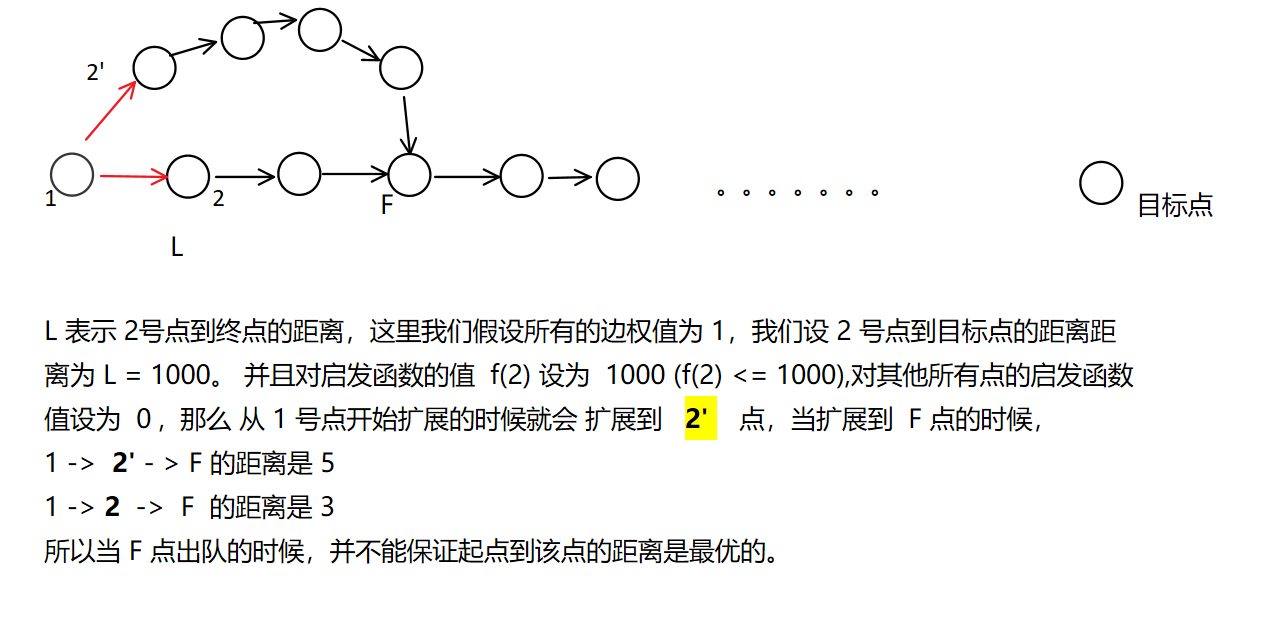 2'
1
2
F
目标点
L
L 表示 2号点到终点的距离，这里我们假设所有的边权值为 1，我们设 2 号点到目标点的距离距
离为 L = 1000。 并且对启发函数的值 f(2) 设为 1000 (f(2) <= 1000),对其他所有点的启发函数
值设为 0 ，那么 从 1 号点开始扩展的时候就会 扩展到 2' 点，当扩展到 F 点的时候，
1 -> 2' - > F 的距离是 5
1 -> 2 -> F 的距离是 3
所以当 F 点出队的时候，并不能保证起点到该点的距离是最优的。